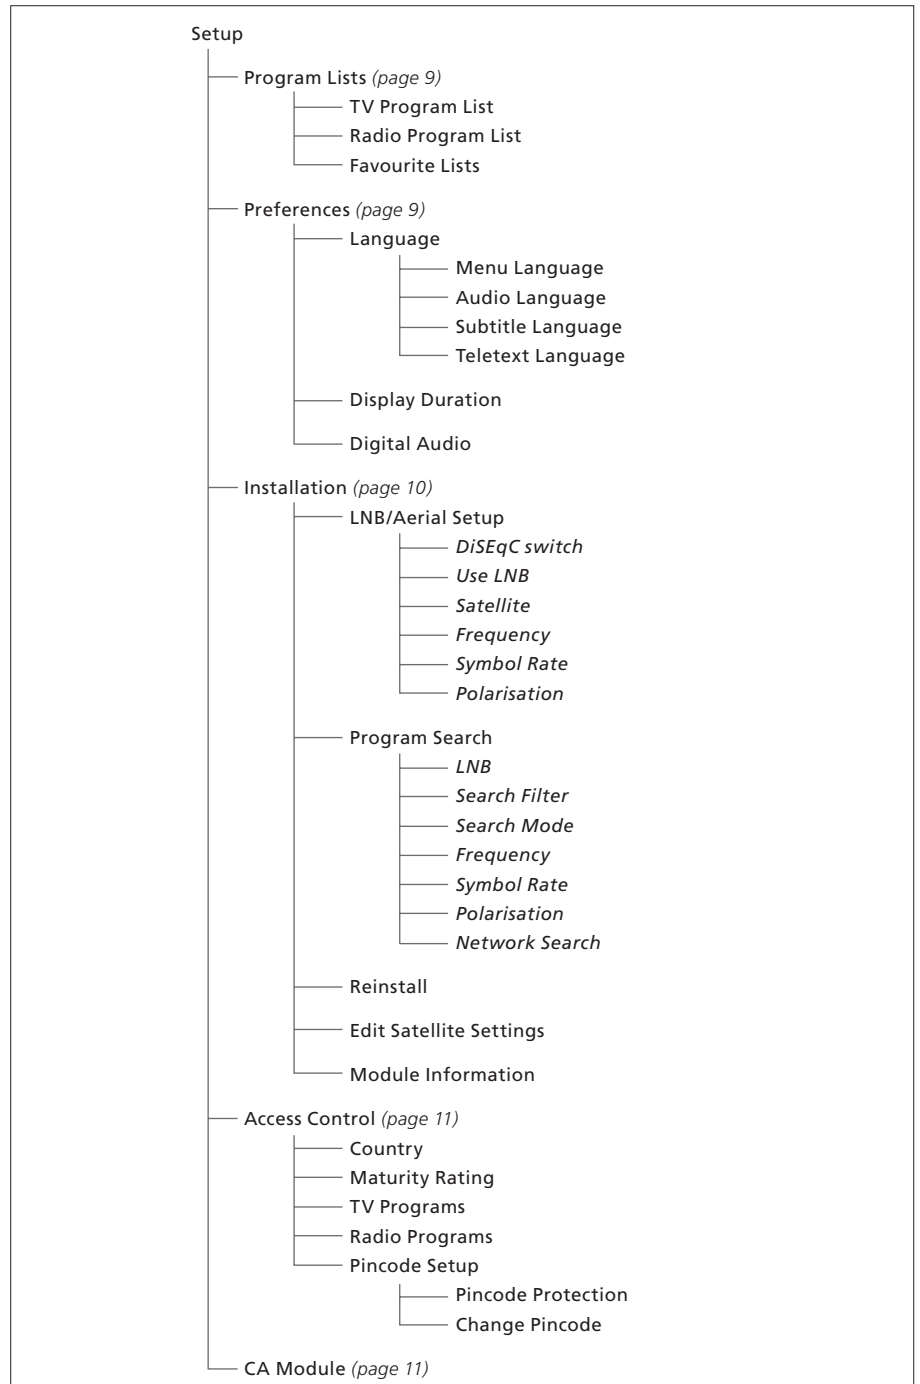 Setup
Program Lists (page 9)
TV Program List
Radio Program List
Favourite Lists
Preferences (page 9)
Language
Menu Language
Audio Language
Subtitle Language
Teletext Language
Display Duration
Digital Audio
Installation (page 10)
LNB/Aerial Setup
DiSEqC switch
Use LNB
Satellite
Frequency
Symbol Rate
Polarisation
Program Search
LNB
Search Filter
Search Mode
Frequency
Symbol Rate
Polarisation
Network Search
Reinstall
Edit Satellite Settings
Module Information
Access Control (page 11)
Country
Maturity Rating
TV Programs
Radio Programs
Pincode Setup
Pincode Protection
Change Pincode
CA Module (page 11)